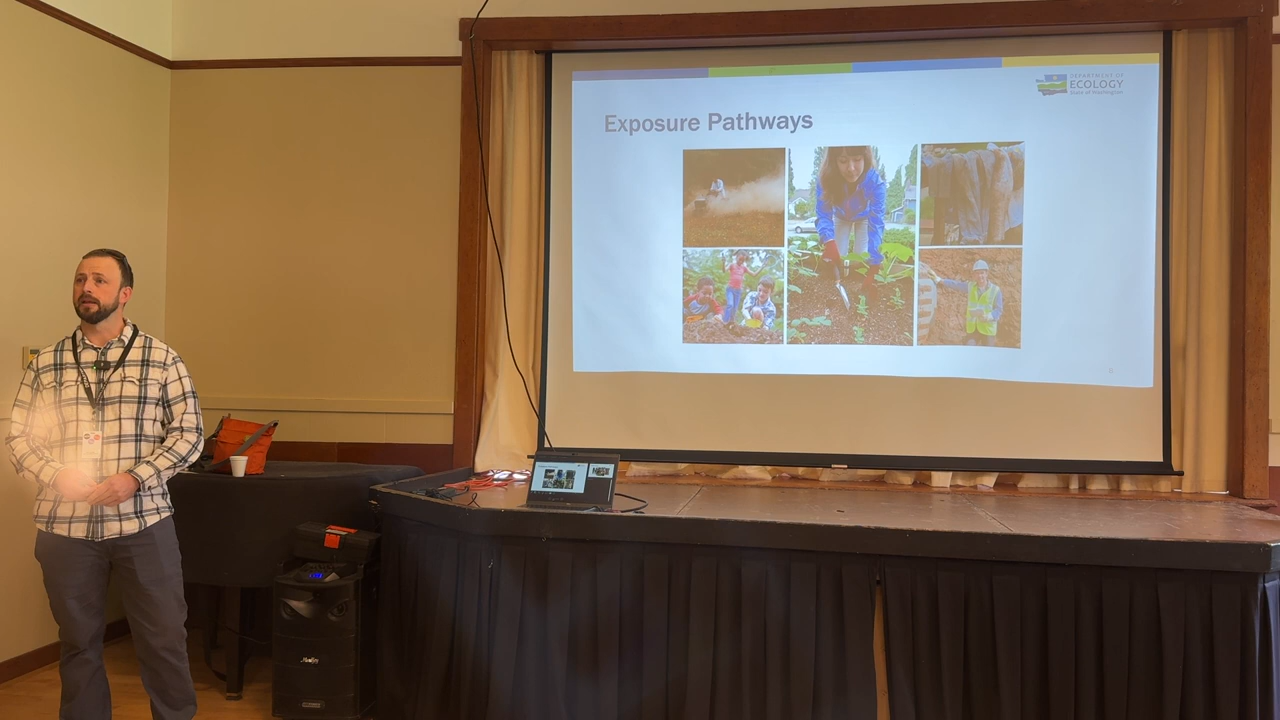 DEPARTMENT OF
ECOLOGY
State of Washington
Exposure Pathways